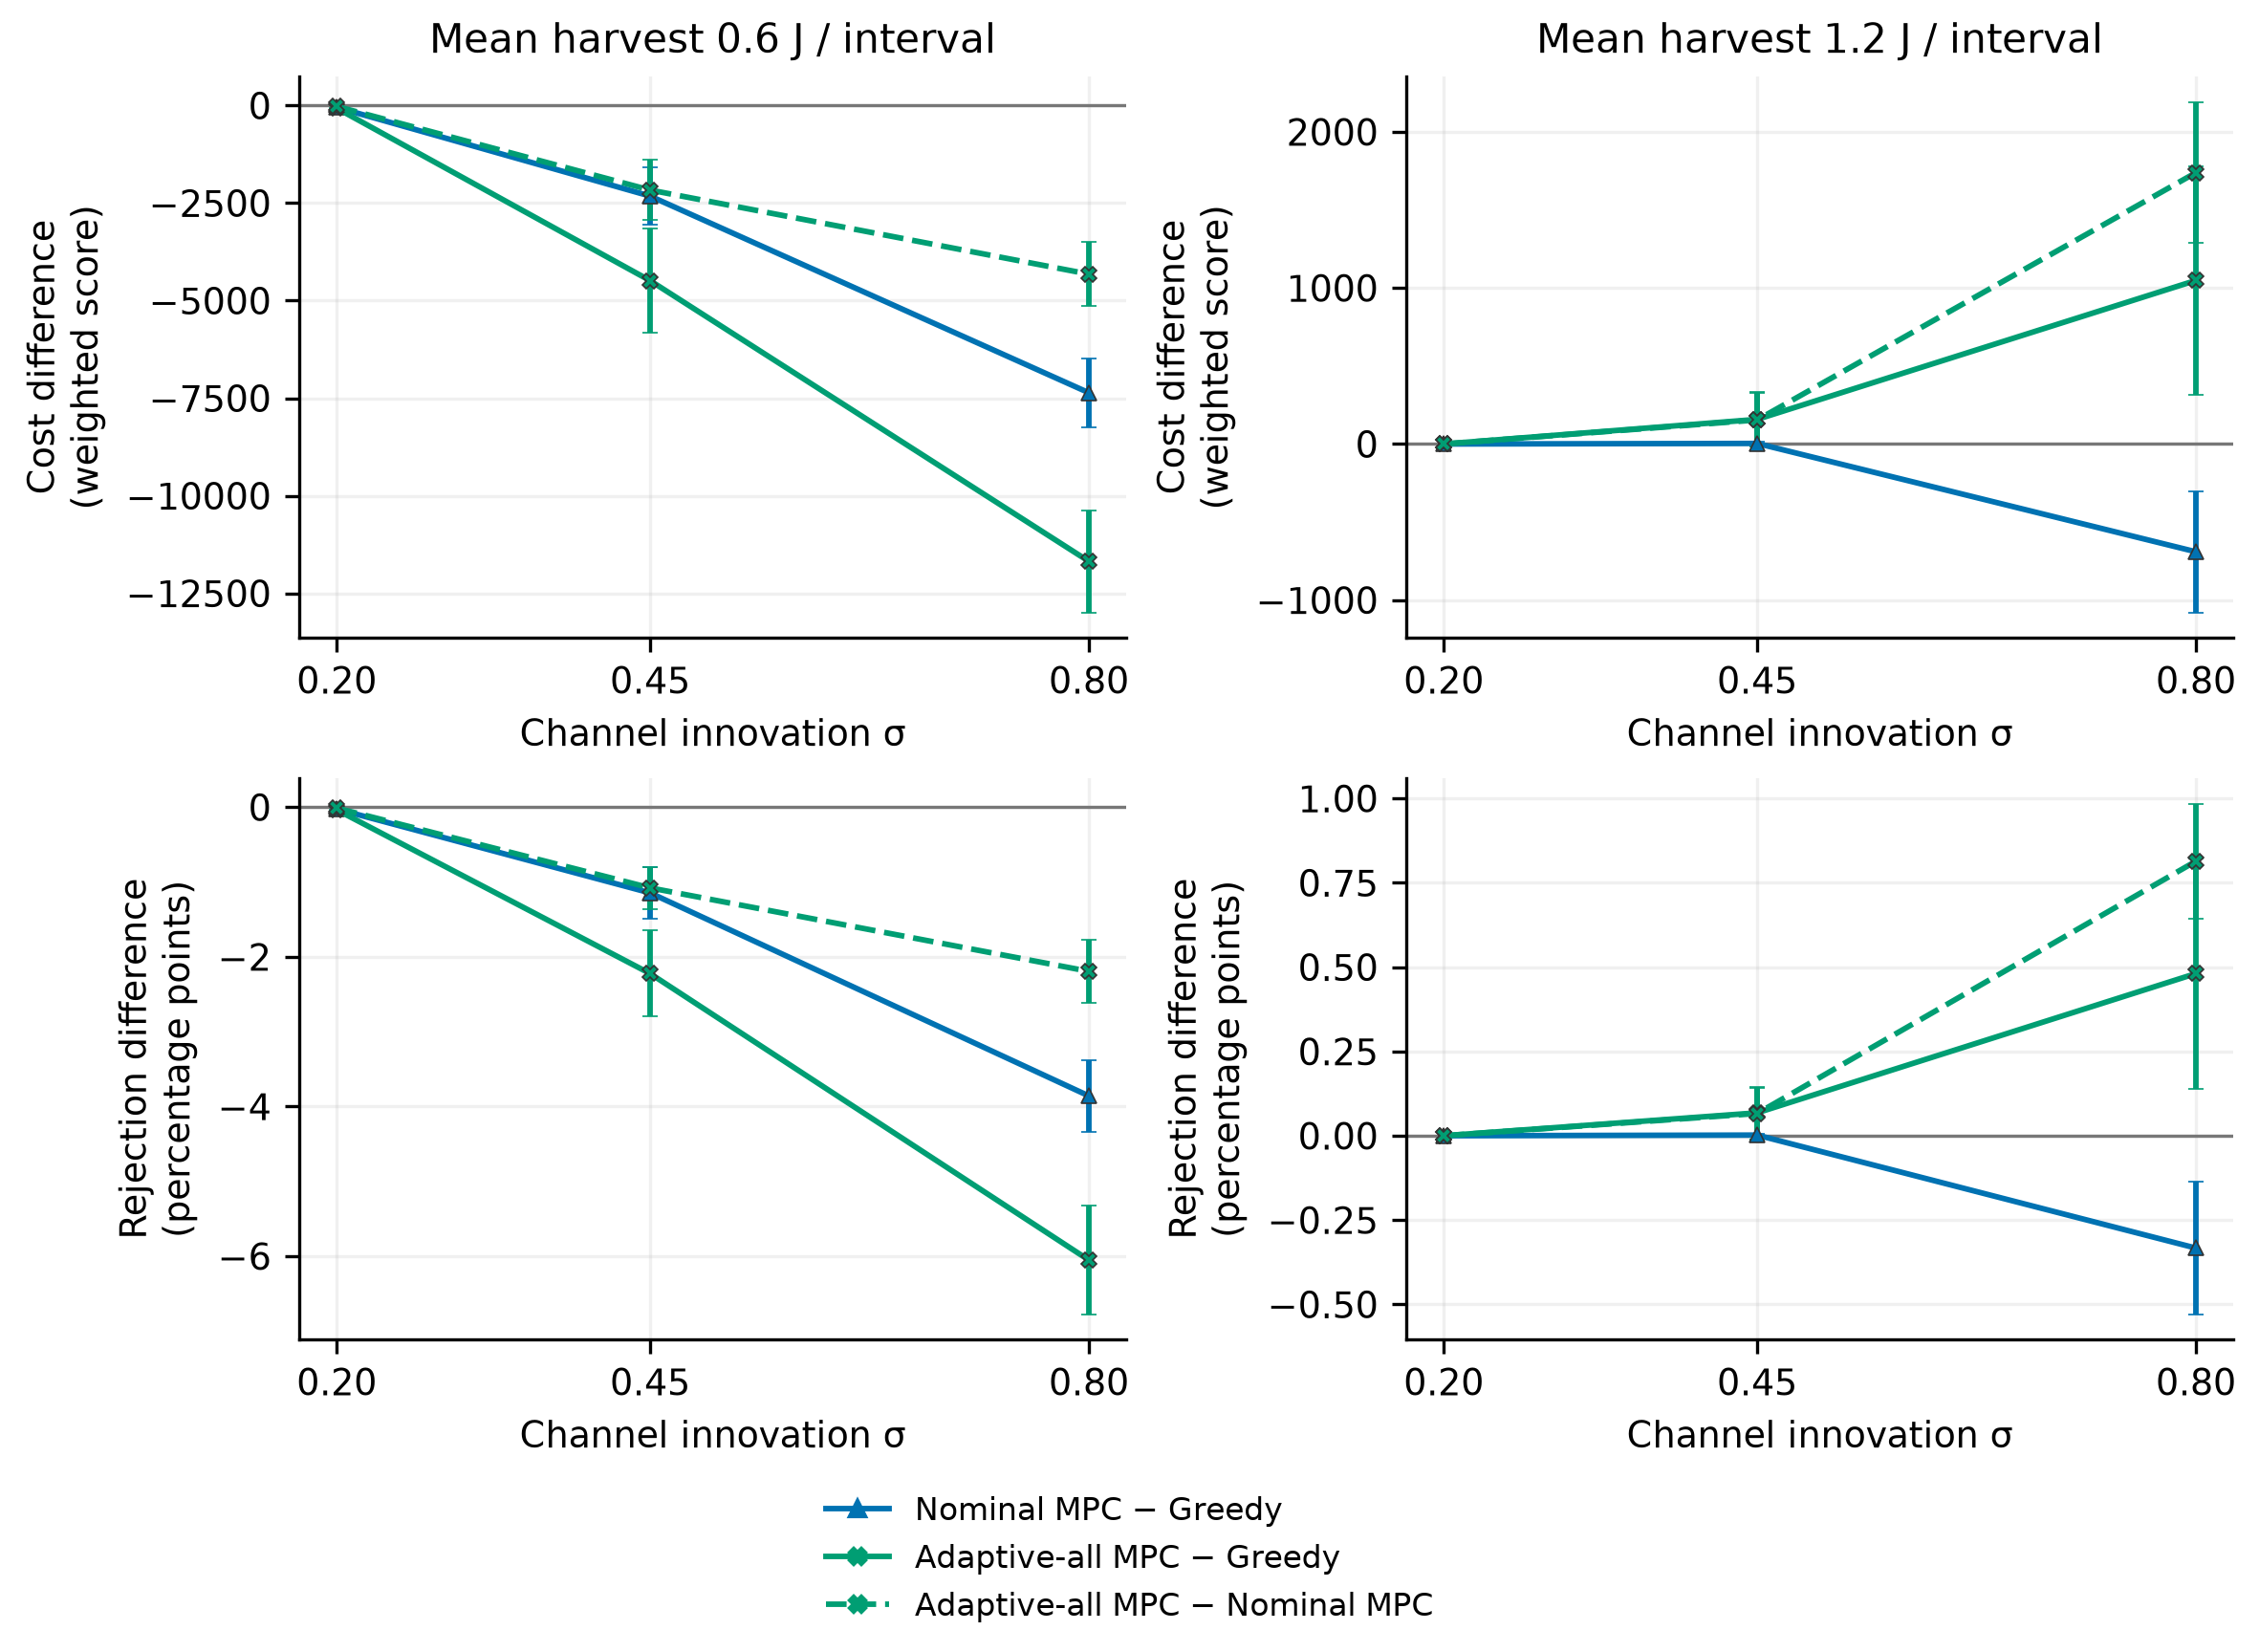 Mean harvest 0.6 J / interval
Mean harvest 1.2 J / interval
Cost difference
(weighted score)
0
−2500
−5000
−7500
−10000
−12500
0.20
0.45
0.80
Channel innovation σ
Cost difference
(weighted score)
2000
1000
0
−1000
0.20
0.45
0.80
Channel innovation σ
Rejection difference
(percentage points)
0
−2
−4
−6
0.20
0.45
0.80
Channel innovation σ
Rejection difference
(percentage points)
1.00
0.75
0.50
0.25
0.00
−0.25
−0.50
0.20
0.45
0.80
Channel innovation σ
Nominal MPC − Greedy
Adaptive-all MPC − Greedy
Adaptive-all MPC − Nominal MPC